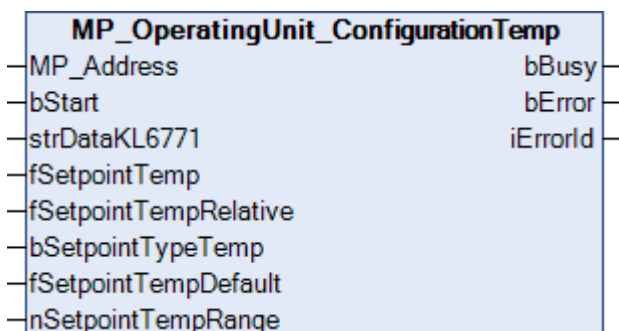 MP_OperatingUnit_ConfigurationTemp
MP_Address bBusy
bStart bError
strDataKL6771 iErrorId
fSetpointTemp
fSetpointTempRelative
bSetpointTypeTemp
fSetpointTempDefault
nSetpointTempRange